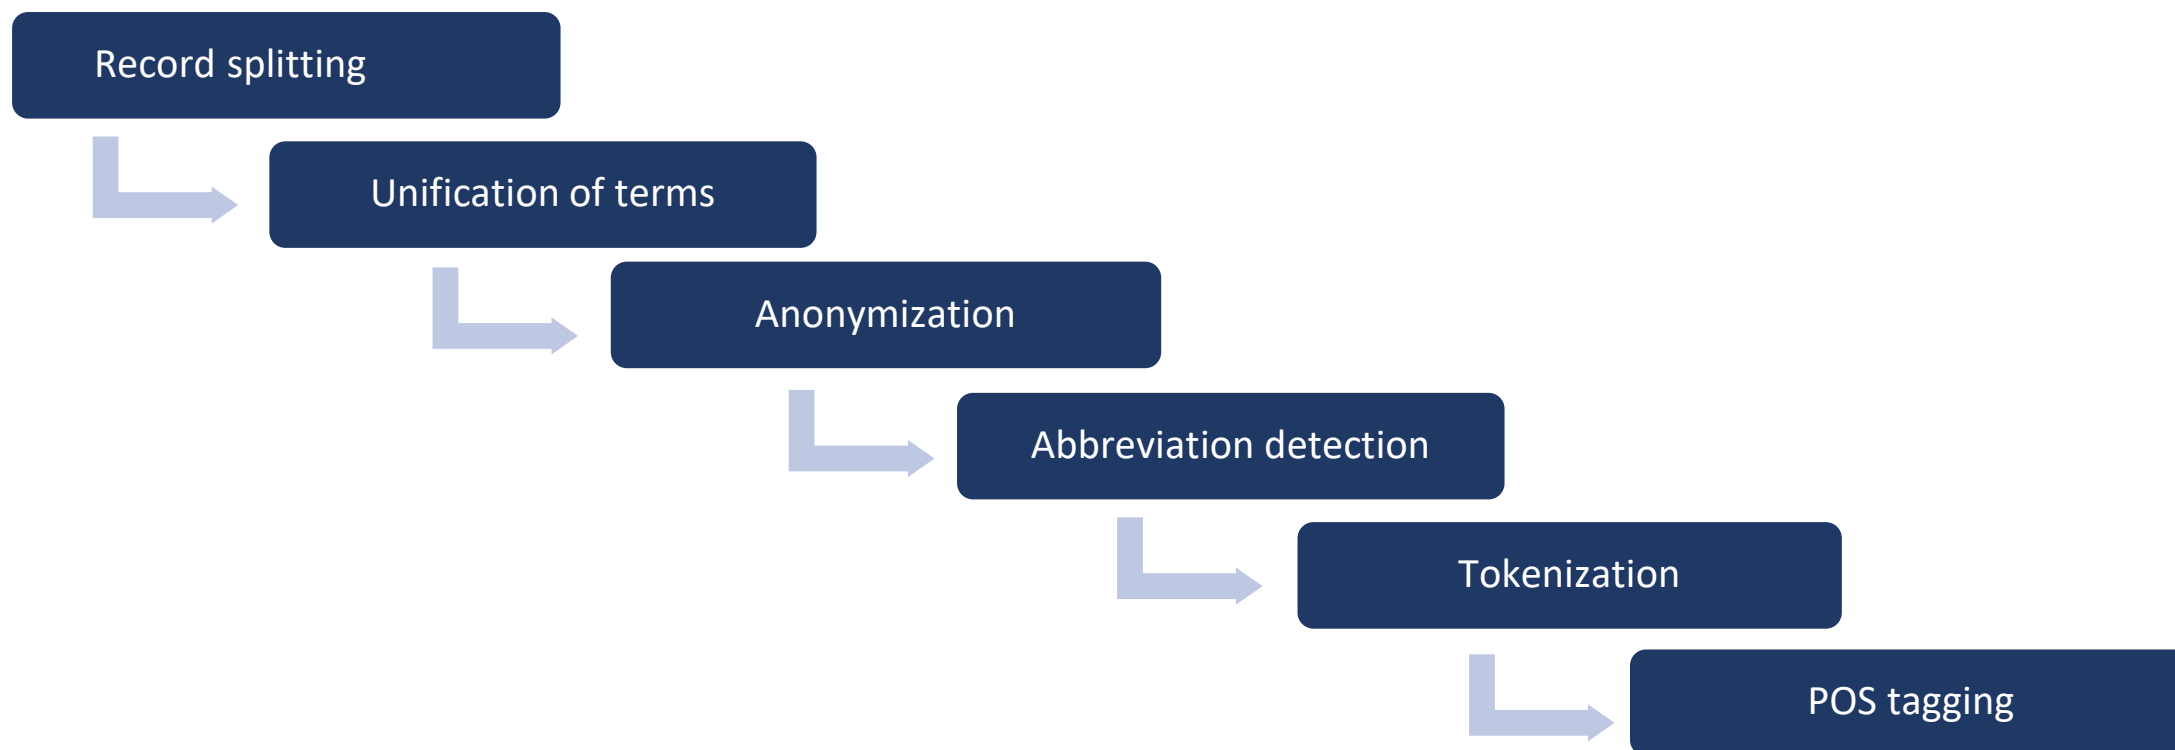 Record splitting
Unification of terms
Anonymization
Abbreviation detection
Tokenization
POS tagging